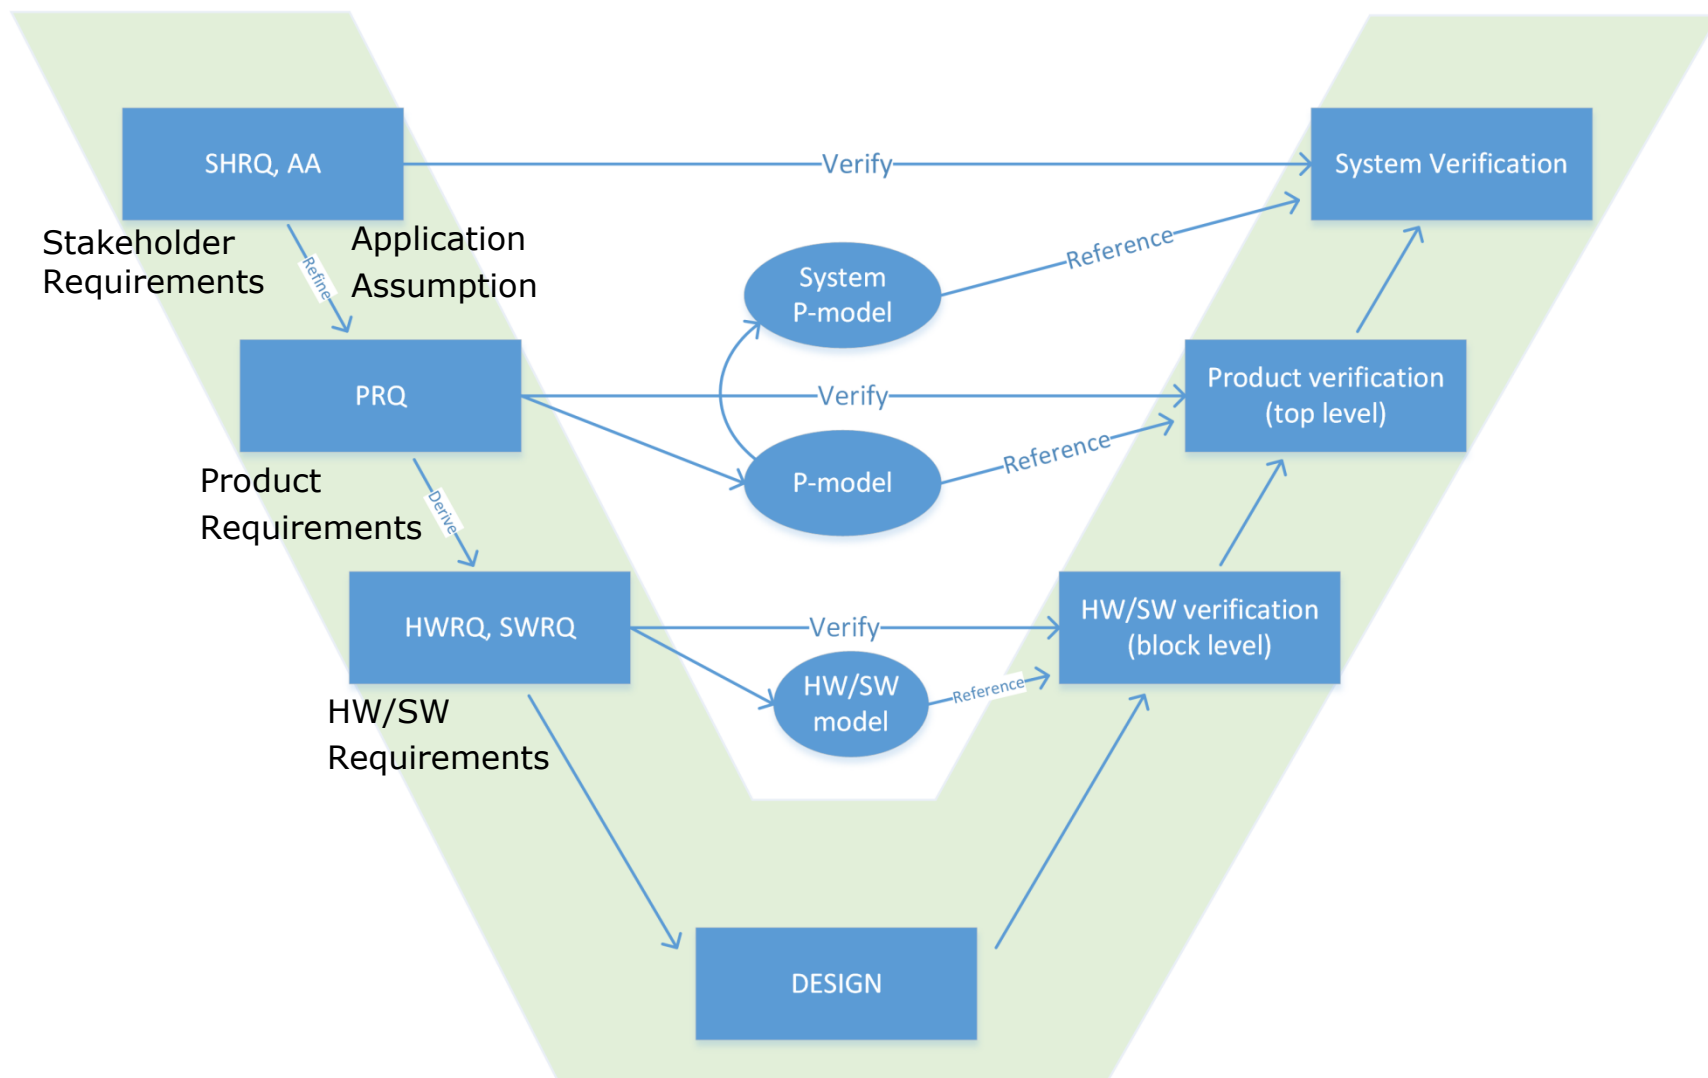 SHRQ, AA
Verify
System Verification
Stakeholder
Requirements
Refine
Application
Assumption
System
P-model
Reference
PRQ
Verify
Product verification
(top level)
Product
Requirements
Derive
P-model
Reference
HWRQ, SWRQ
Verify
HW/SW verification
(block level)
HW/SW
Requirements
HW/SW
model
Reference
DESIGN